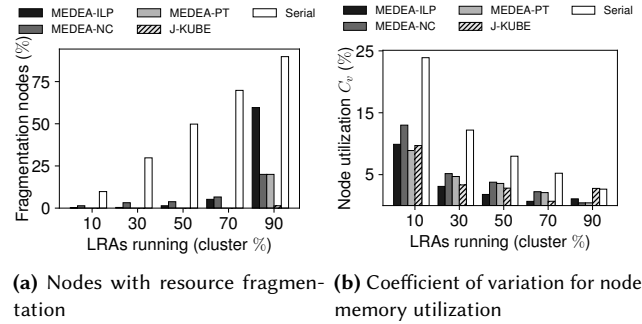 MEDEA-ILP MEDEA-PT Serial
MEDEA-NC J-KUBE
Fragmentation nodes (%)
75
50
25
0
10 30 50 70 90
LRAs running (cluster %)
(a) Nodes with resource fragmen-
tation
MEDEA-ILP MEDEA-PT Serial
MEDEA-NC J-KUBE
Node utilization Cv (%)
25
15
5
10 30 50 70 90
LRAs running (cluster %)
(b) Coefficient of variation for node
memory utilization